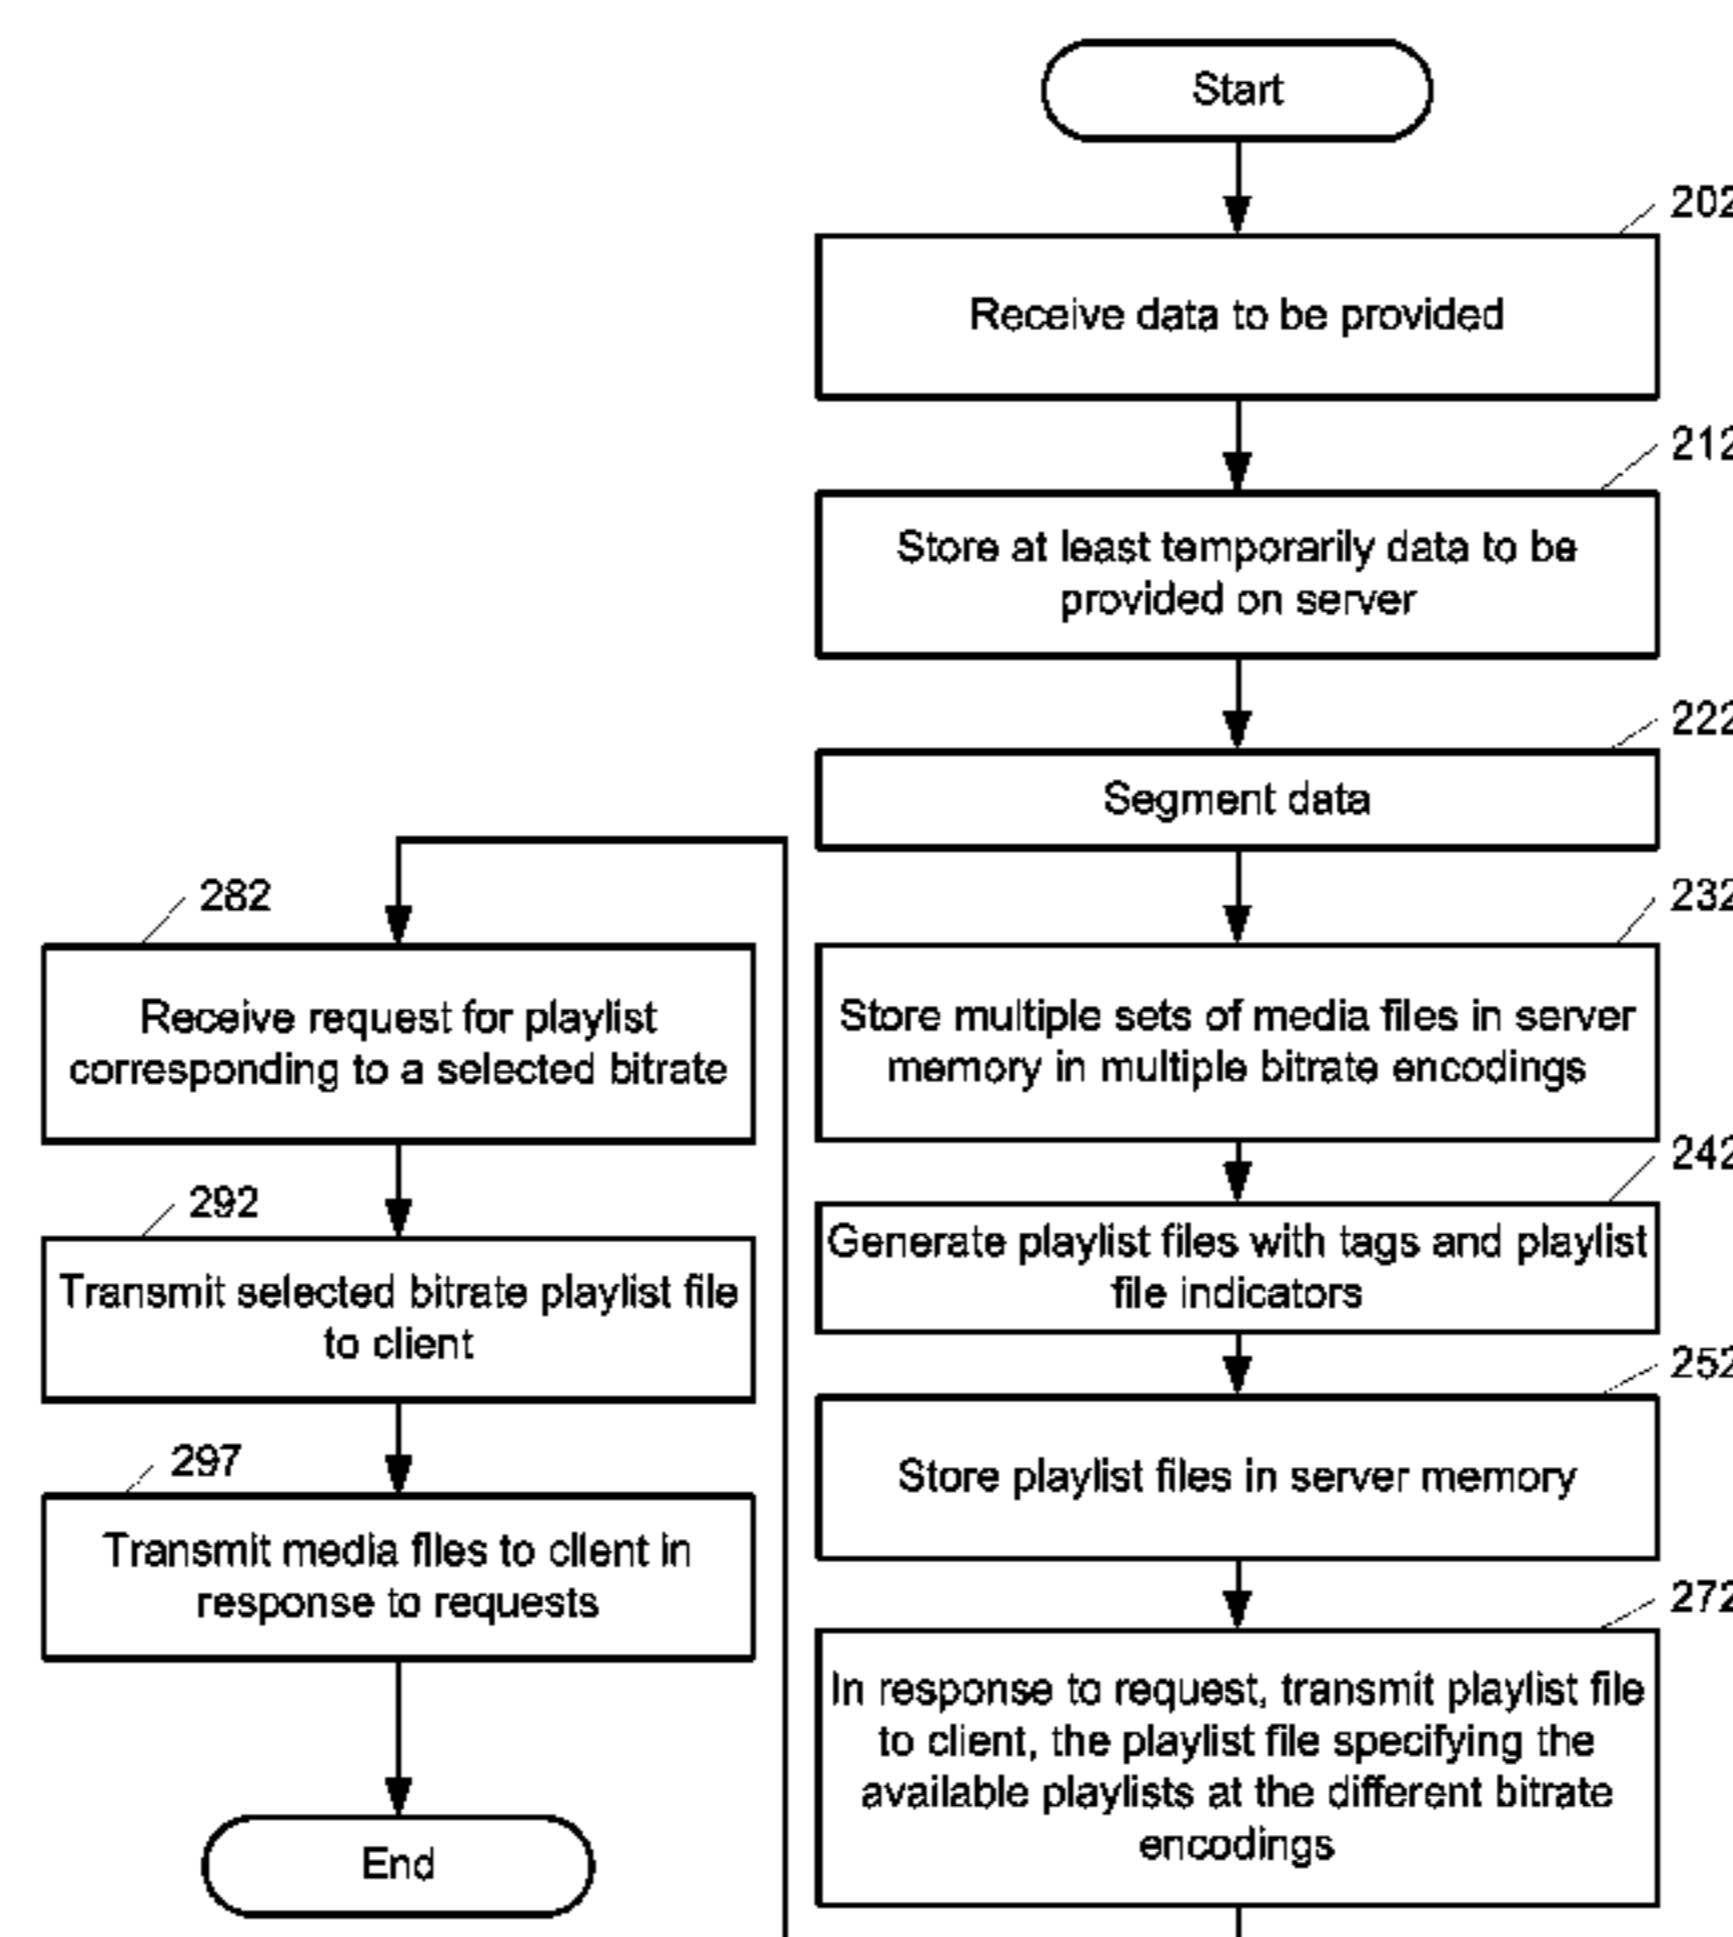 Start
202
Receive data to be provided
212
Store at least temporarily data to be
provided on server
222
Segment data
232
Store multiple sets of media files in server
memory in multiple bitrate encodings
242
Generate playlist files with tags and playlist
file indicators
252
Store playlist files in server memory
272
In response to request, transmit playlist file
to client, the playlist file specifying the
available playlists at the different bitrate
encodings
282
Receive request for playlist
corresponding to a selected bitrate
292
Transmit selected bitrate playlist file
to client
297
Transmit media files to client in
response to requests
End